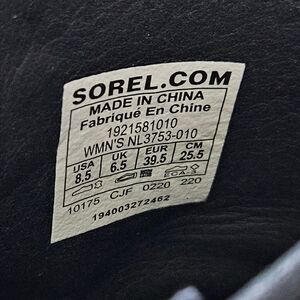 SOREL.COM
MADE IN CHINA
Fabriqué En Chine
1921581010
WMN'S NL3753-010
USA UK EUR CM
8.5 6.5 39.5 25.5
10175 CJF 0220 220
194003272462